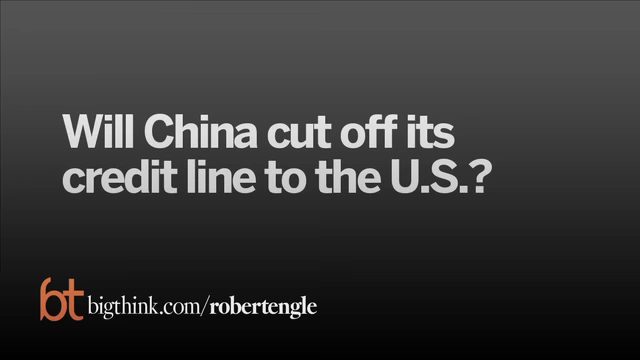 Will China cut off its
credit line to the U.S.?
bt bigthink.com/robertengle